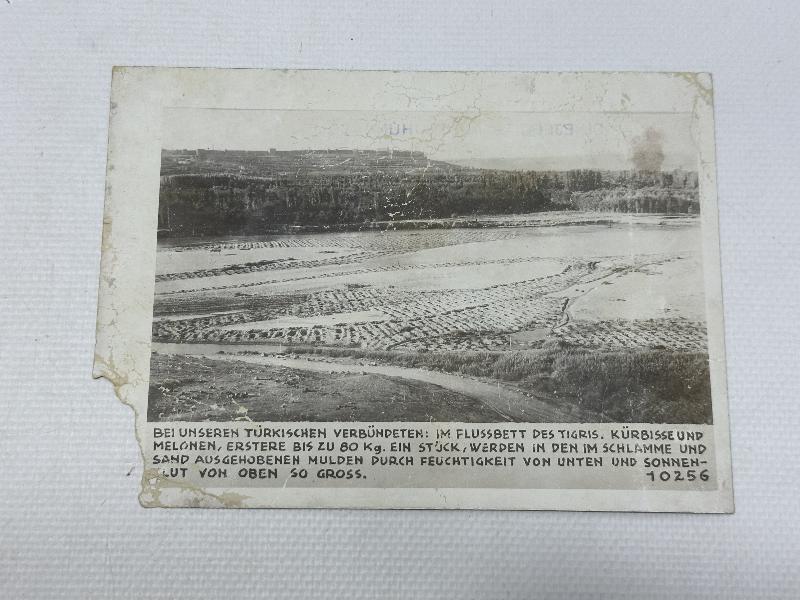 BEI UNSEREN TÜRKISCHEN VERBÜNDETEN: IM FLUSSBETT DES TIGRIS. KÜRBISSE UND
MELONEN, ERSTERE BIS ZU 80 Kg. EIN STÜCK, WERDEN IN DEN IM SCHLAMME UND
SAND AUSGEHOBENEN MULDEN DURCH FEUCHTIGKEIT VON UNTEN UND SONNEN-
LUT VON OBEN SO GROSS. 10256